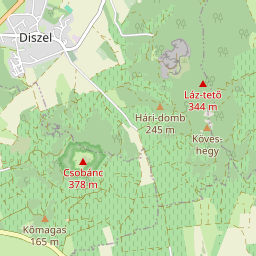 Diszel
Láz-tető
344 m
Hári-domb
245 m
Köves-
hegy
Csobánc
378 m
Kőmagas
165 m